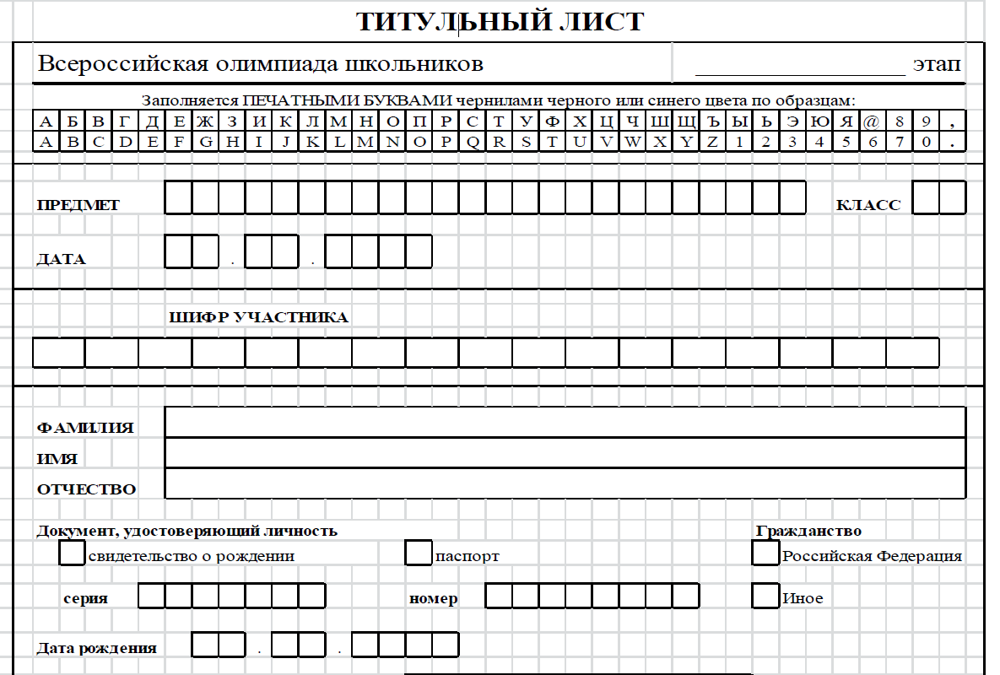 ТИТУЛЬНЫЙ ЛИСТ
Всероссийская олимпиада школьников ____________________ этап
Заполняется ПЕЧАТНЫМИ БУКВАМИ чернилами черного или синего цвета по образцам:
А Б В Г Д Е Ж З И К Л М Н О П Р С Т У Ф Х Ц Ч Ш Щ Ъ Ы Ь Э Ю Я @ 8 9 ,
A B C D E F G H I J K L M N O P Q R S T U V W X Y Z 1 2 3 4 5 6 7 0 .
ПРЕДМЕТ КЛАСС
ДАТА . .
ШИФР УЧАСТНИКА
ФАМИЛИЯ
ИМЯ
ОТЧЕСТВО
Документ, удостоверяющий личность Гражданство
свидетельство о рождении паспорт Российская Федерация
серия номер Иное
Дата рождения . .